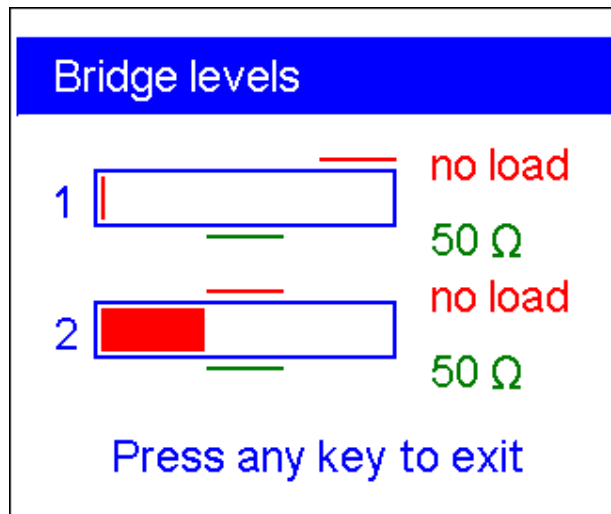 Bridge levels
no load
1
50 Ω
no load
2
50 Ω
Press any key to exit